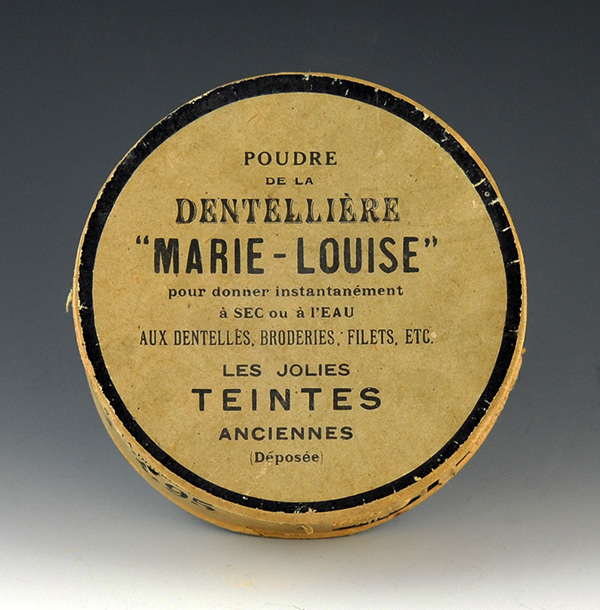 POUDRE
DE LA
DENTELLIÈRE
"MARIE-LOUISE"
pour donner instantanément
à SEC ou à l'EAU
AUX DENTELLES, BRODERIES, FILETS, ETC.
LES JOLIES
TEINTES
ANCIENNES
(Déposée)